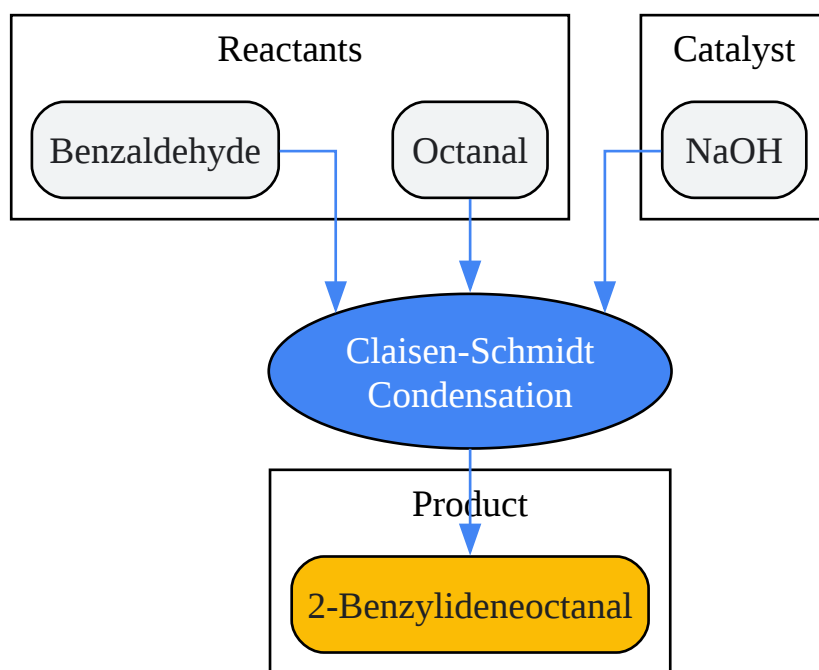 Reactants
Catalyst
Benzaldehyde
Octanal
NaOH
Claisen-Schmidt
Condensation
Product
2-Benzylideneoctanal